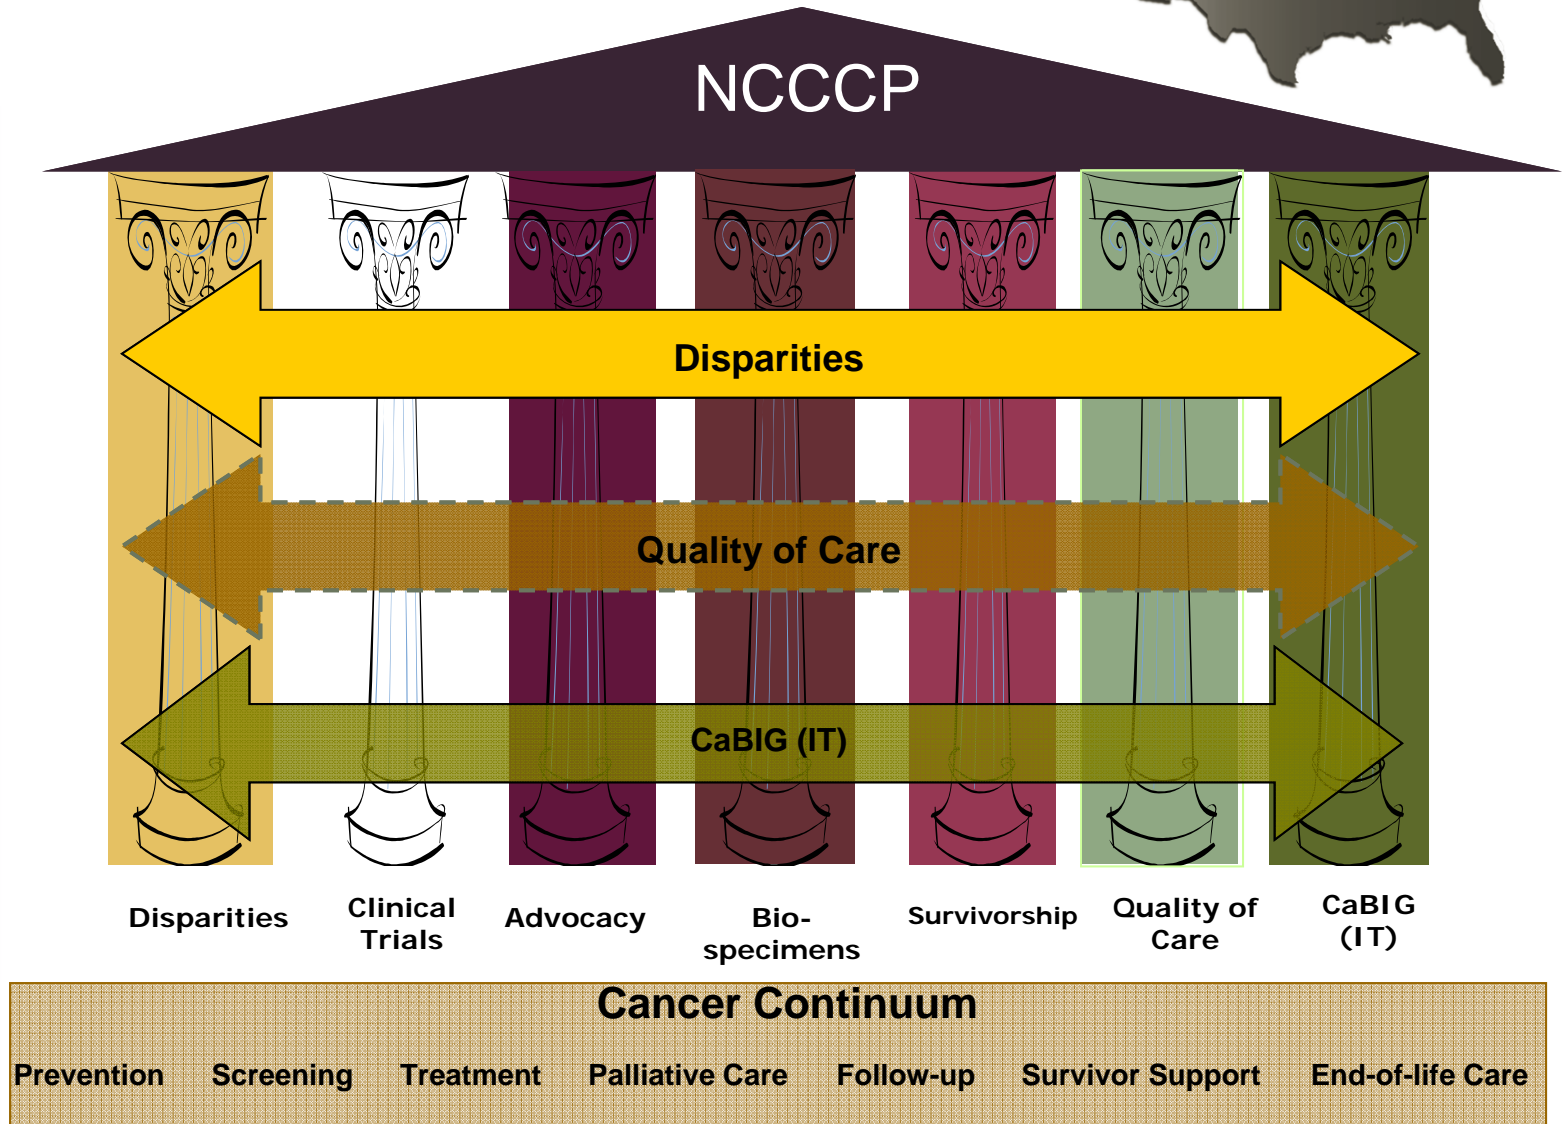 NCCCP
Disparities
Quality of Care
CaBIG (IT)
Disparities
Clinical
Trials
Advocacy
Bio-
specimens
Survivorship
Quality of
Care
CaBIG
(IT)
Cancer Continuum
Prevention Screening Treatment Palliative Care Follow-up Survivor Support End-of-life Care